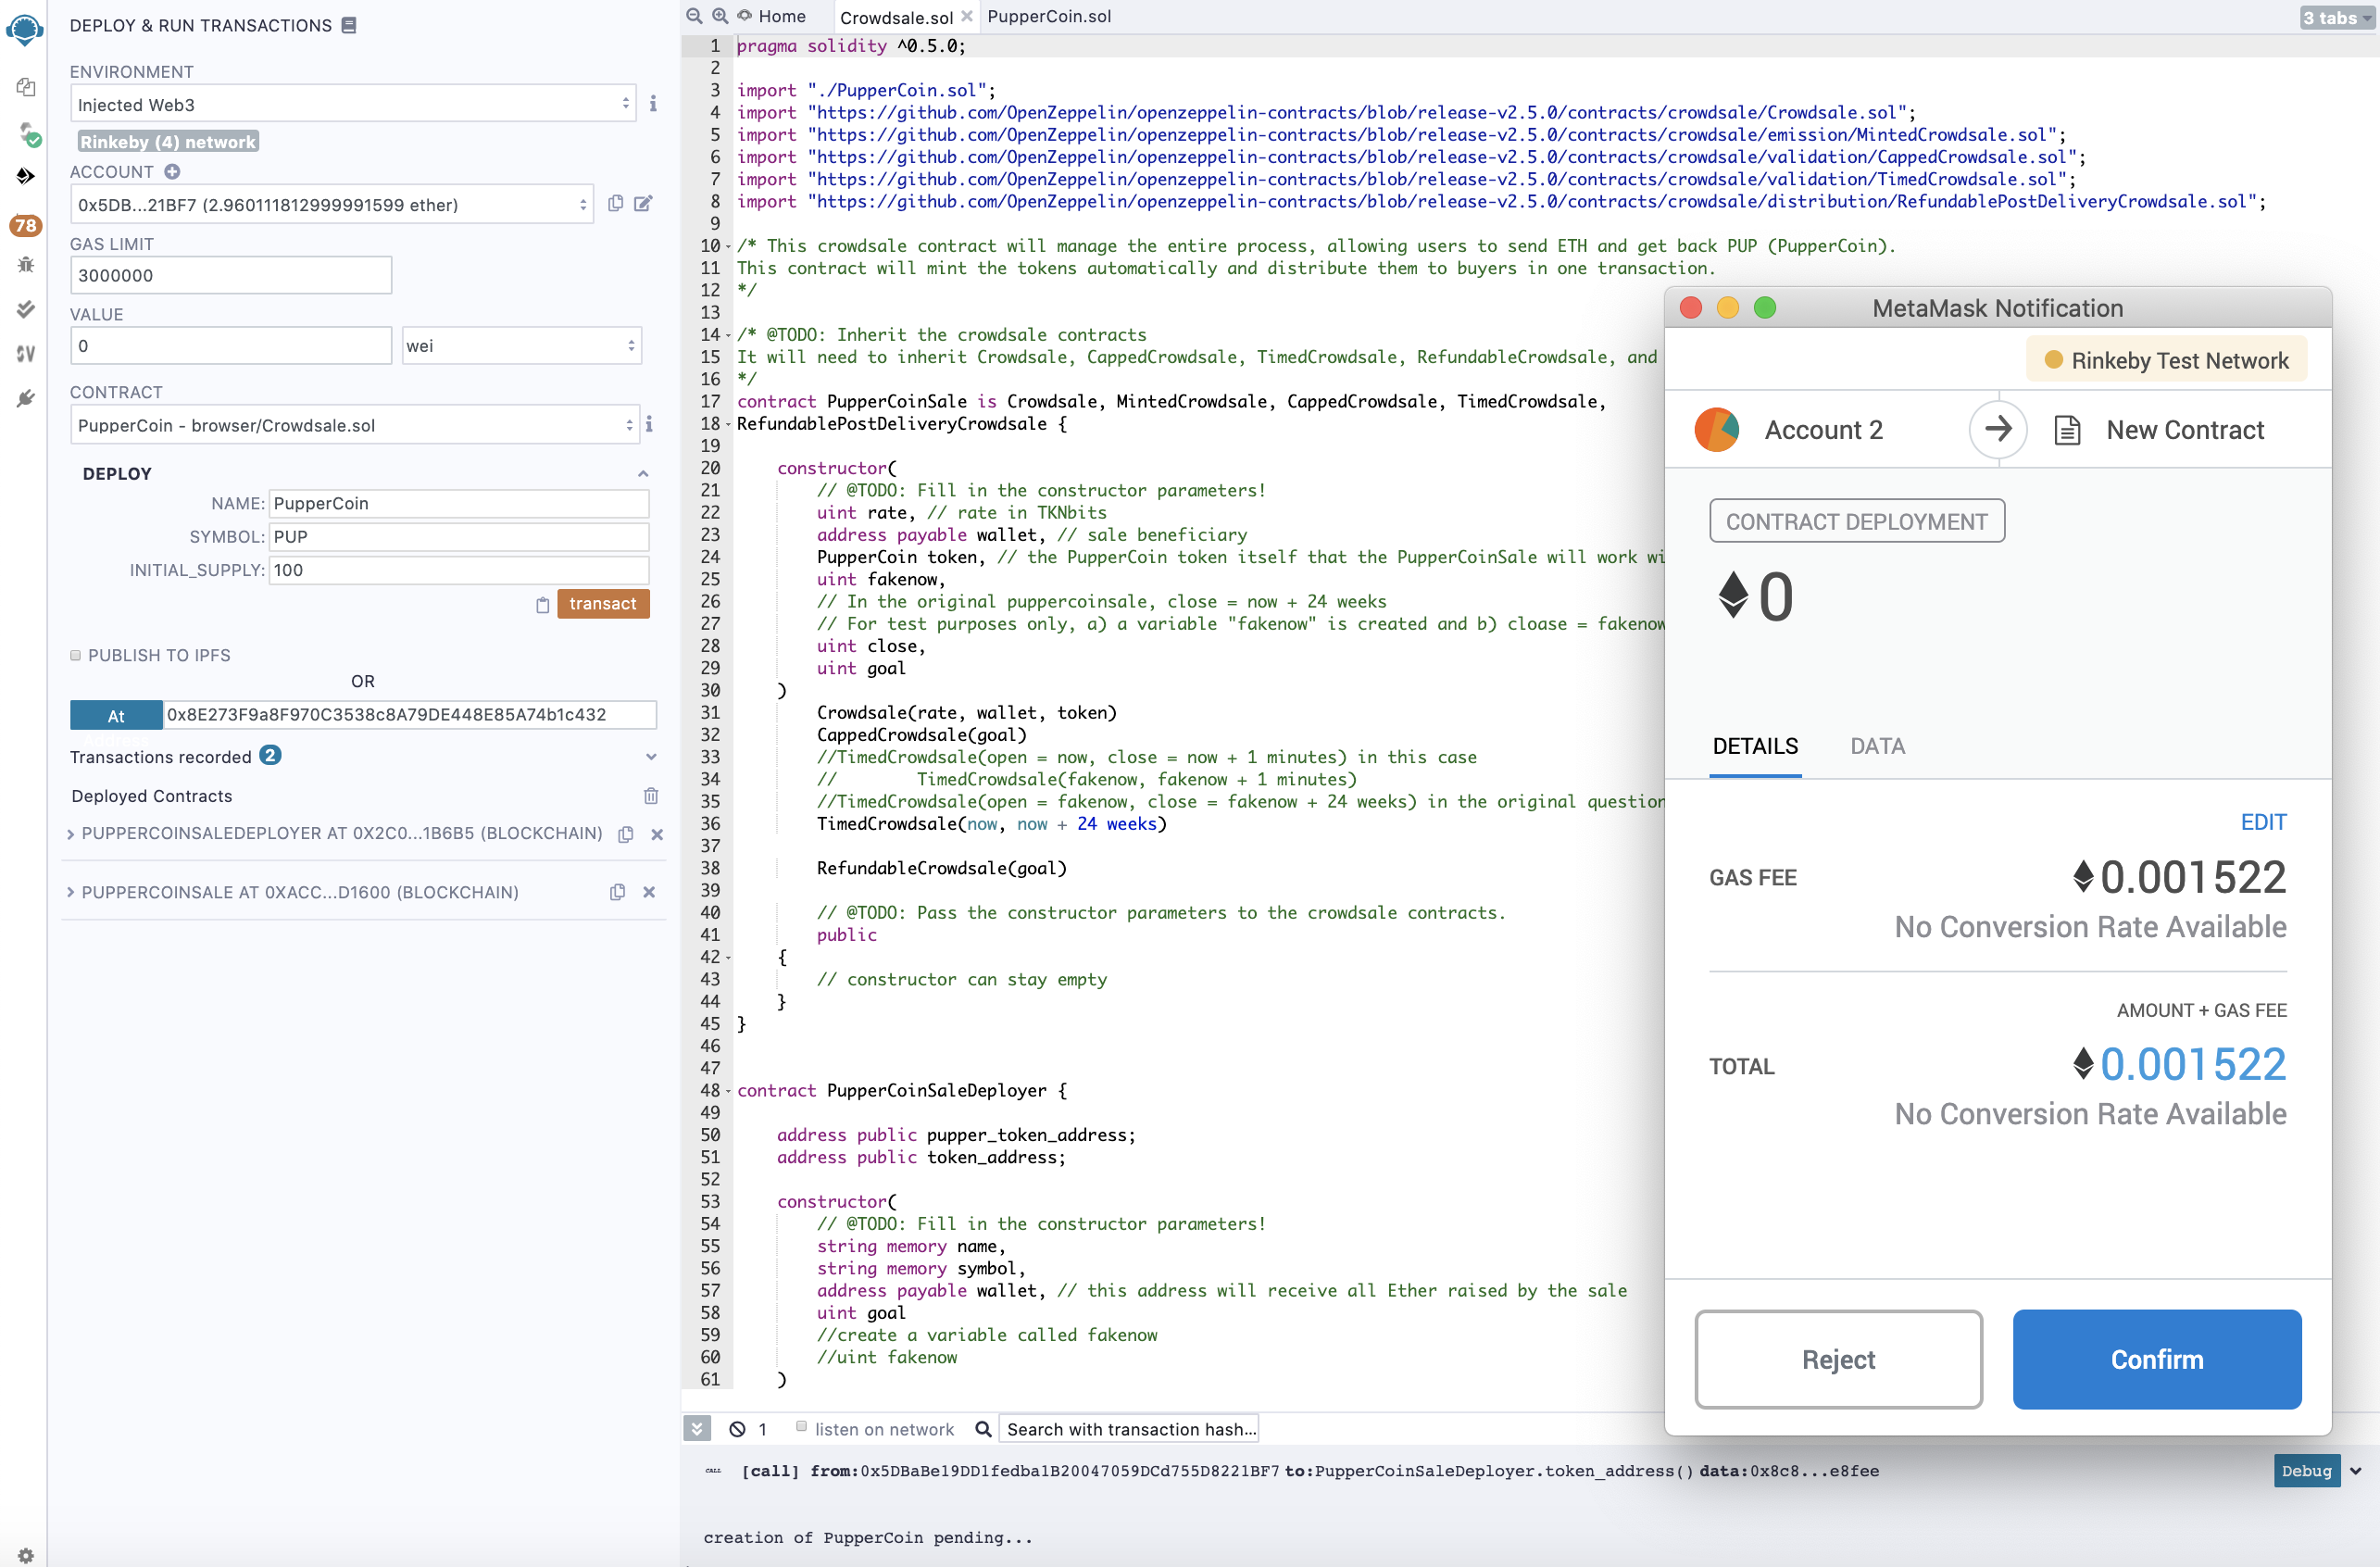 DEPLOY & RUN TRANSACTIONS
ENVIRONMENT
Injected Web3
Rinkeby (4) network
ACCOUNT
0x5DB...21BF7 (2.960111812999991599 ether)
78
GAS LIMIT
3000000
VALUE
0
wei
CONTRACT
PupperCoin - browser/Crowdsale.sol
DEPLOY
NAME: PupperCoin
SYMBOL: PUP
INITIAL_SUPPLY: 100
transact
PUBLISH TO IPFS
OR
At 0x8E273F9a8F970C3538c8A79DE448E85A74b1c432
Transactions recorded 2
Deployed Contracts
PUPPERCOINSALEDEPLOYER AT 0X2C0...1B6B5 (BLOCKCHAIN)
PUPPERCOINSALE AT 0XACC...D1600 (BLOCKCHAIN)
Home Crowdsale.sol PupperCoin.sol 3 tabs
1 pragma solidity ^0.5.0;
2
3 import "./PupperCoin.sol";
4 import "https://github.com/OpenZeppelin/openzeppelin-contracts/blob/release-v2.5.0/contracts/crowdsale/Crowdsale.sol";
5 import "https://github.com/OpenZeppelin/openzeppelin-contracts/blob/release-v2.5.0/contracts/crowdsale/emission/MintedCrowdsale.sol";
6 import "https://github.com/OpenZeppelin/openzeppelin-contracts/blob/release-v2.5.0/contracts/crowdsale/validation/CappedCrowdsale.sol";
7 import "https://github.com/OpenZeppelin/openzeppelin-contracts/blob/release-v2.5.0/contracts/crowdsale/validation/TimedCrowdsale.sol";
8 import "https://github.com/OpenZeppelin/openzeppelin-contracts/blob/release-v2.5.0/contracts/crowdsale/distribution/RefundablePostDeliveryCrowdsale.sol";
9
10 /* This crowdsale contract will manage the entire process, allowing users to send ETH and get back PUP (PupperCoin).
11 This contract will mint the tokens automatically and distribute them to buyers in one transaction.
12 */
13
14 /* @TODO: Inherit the crowdsale contracts
15 It will need to inherit Crowdsale, CappedCrowdsale, TimedCrowdsale, RefundableCrowdsale, and
16 */
17 contract PupperCoinSale is Crowdsale, MintedCrowdsale, CappedCrowdsale, TimedCrowdsale,
18 RefundablePostDeliveryCrowdsale {
19
20 constructor(
21 // @TODO: Fill in the constructor parameters!
22 uint rate, // rate in TKNbits
23 address payable wallet, // sale beneficiary
24 PupperCoin token, // the PupperCoin token itself that the PupperCoinSale will work wi
25 uint fakenow,
26 // In the original puppercoinsale, close = now + 24 weeks
27 // For test purposes only, a) a variable "fakenow" is created and b) cloase = fakenow
28 uint close,
29 uint goal
30 )
31 Crowdsale(rate, wallet, token)
32 CappedCrowdsale(goal)
33 //TimedCrowdsale(open = now, close = now + 1 minutes) in this case
34 // TimedCrowdsale(fakenow, fakenow + 1 minutes)
35 //TimedCrowdsale(open = fakenow, close = fakenow + 24 weeks) in the original question
36 TimedCrowdsale(now, now + 24 weeks)
37
38 RefundableCrowdsale(goal)
39
40 // @TODO: Pass the constructor parameters to the crowdsale contracts.
41 public
42 {
43 // constructor can stay empty
44 }
45 }
46
47
48 contract PupperCoinSaleDeployer {
49
50 address public pupper_token_address;
51 address public token_address;
52
53 constructor(
54 // @TODO: Fill in the constructor parameters!
55 string memory name,
56 string memory symbol,
57 address payable wallet, // this address will receive all Ether raised by the sale
58 uint goal
59 //create a variable called fakenow
60 //uint fakenow
61 )
1 listen on network Search with transaction hash...
CALL [call] from:0x5DBaBe19DD1fedba1B20047059DCd755D8221BF7 to:PupperCoinSaleDeployer.token_address() data:0x8c8...e8fee
Debug
creation of PupperCoin pending...
MetaMask Notification
Rinkeby Test Network
Account 2 New Contract
CONTRACT DEPLOYMENT
0
DETAILS DATA
EDIT
GAS FEE 0.001522
No Conversion Rate Available
AMOUNT + GAS FEE
TOTAL 0.001522
No Conversion Rate Available
Reject Confirm